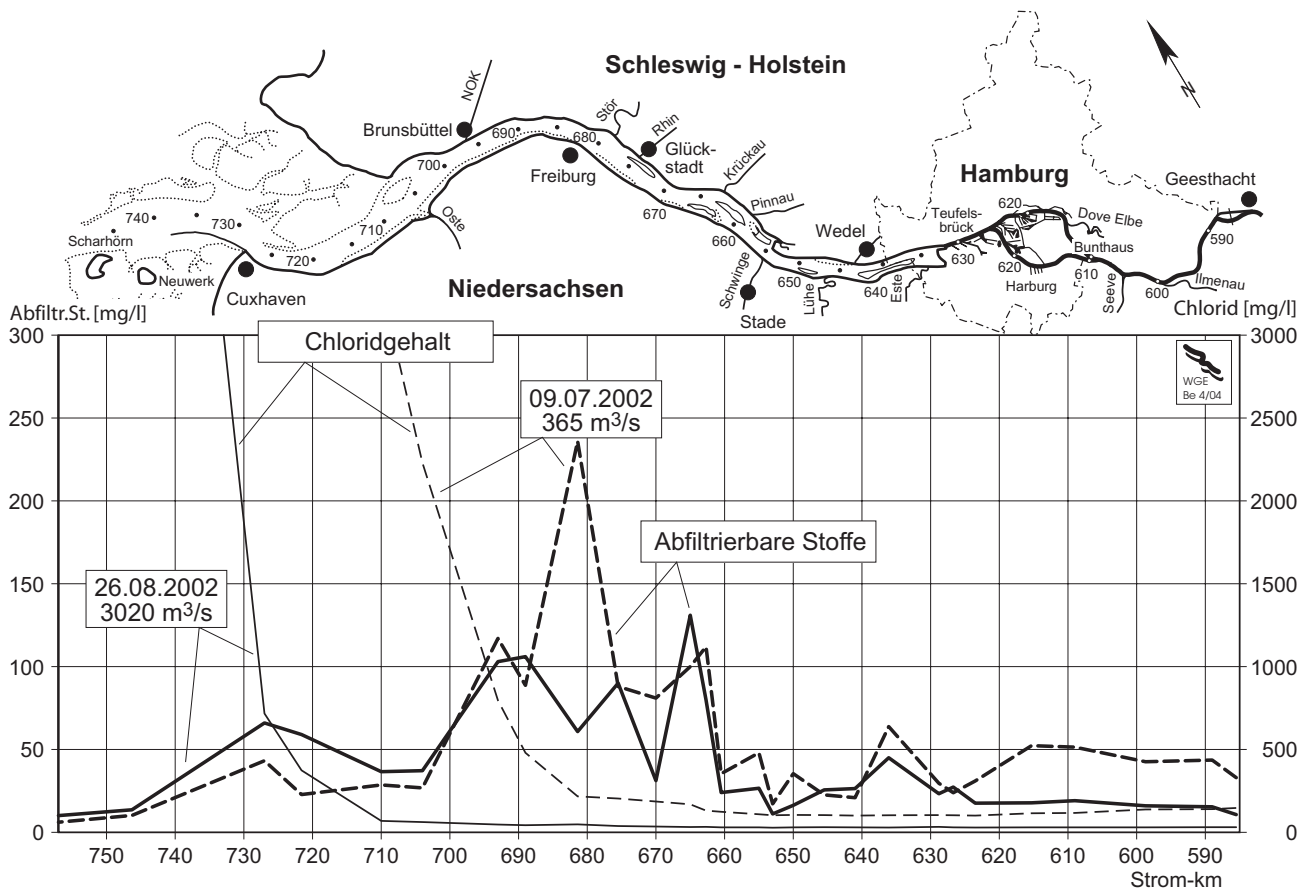 Schleswig - Holstein
NOK
Brunsbüttel
690
680
Stör
Rhin
Glück-
stadt
Krückau
Pinnau
700
Freiburg
670
Hamburg
Geesthacht
740
730
710
Oste
660
Wedel
Teufels-
brück
620
Dove Elbe
Scharhörn
Neuwerk
720
Cuxhaven
Niedersachsen
Schwinge
Stade
650
Lühe
640
Este
630
620
Harburg
Bunthaus
610
Seeve
600
590
Ilmenau
Abfiltr.St. [mg/l]
Chlorid [mg/l]
300
250
200
150
100
50
0
Chloridgehalt
09.07.2002
365 m³/s
Abfiltrierbare Stoffe
26.08.2002
3020 m³/s
WGE
Be 4/04
N
3000
2500
2000
1500
1000
500
0
750 740 730 720 710 700 690 680 670 660 650 640 630 620 610 600 590
Strom-km